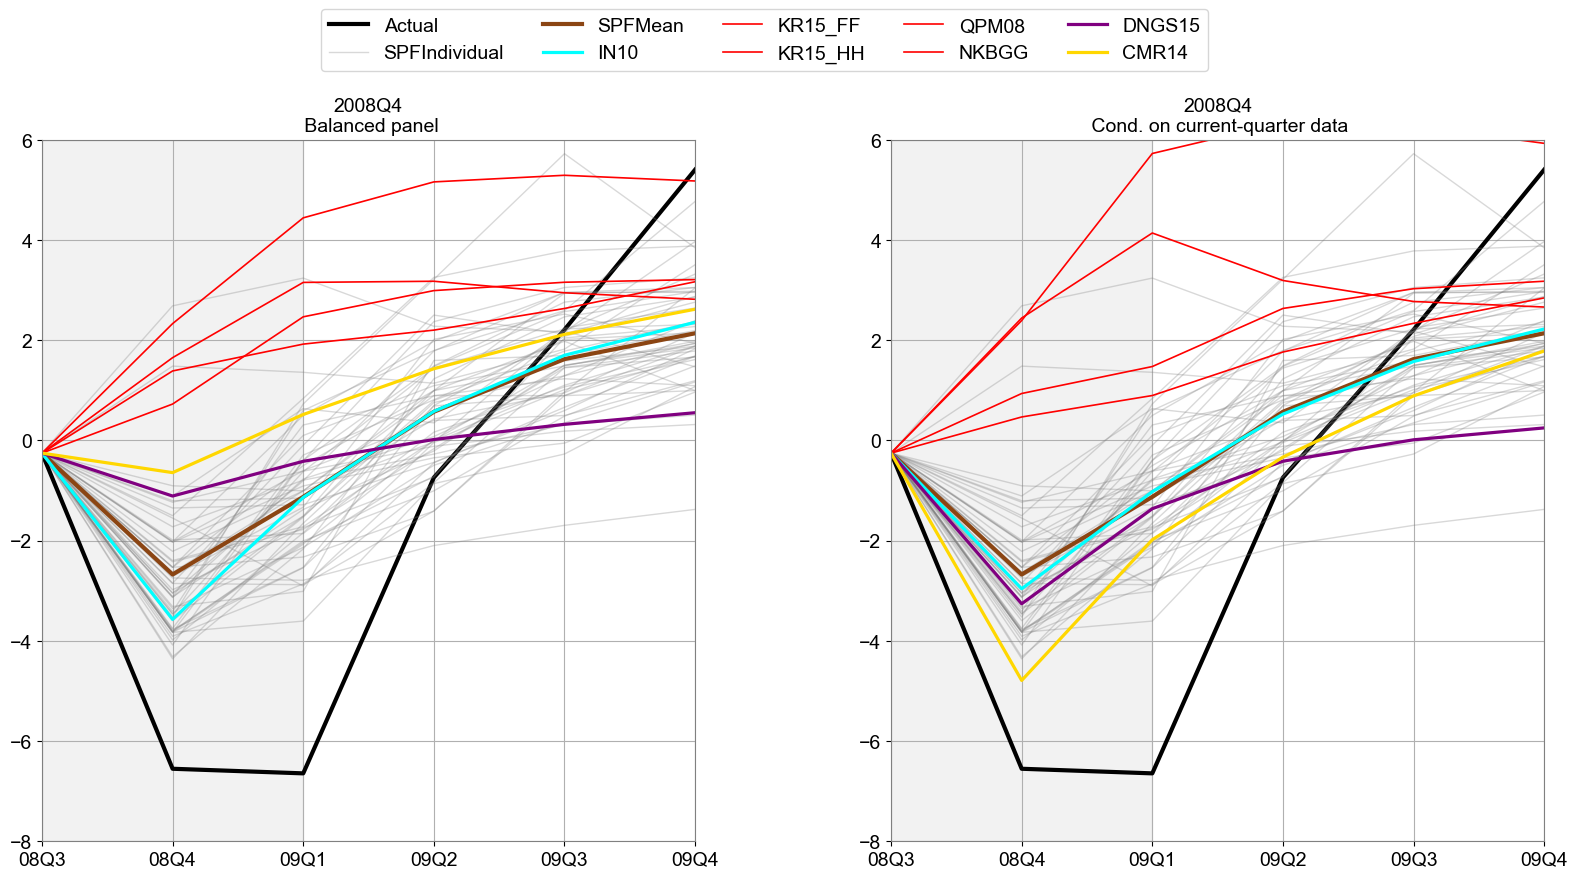 Actual SPFMean KR15_FF QPM08 DNGS15
SPFIndividual IN10 KR15_HH NKBGG CMR14
2008Q4
Balanced panel
6
4
2
0
−2
−4
−6
−8
08Q3 08Q4 09Q1 09Q2 09Q3 09Q4
2008Q4
Cond. on current-quarter data
6
4
2
0
−2
−4
−6
−8
08Q3 08Q4 09Q1 09Q2 09Q3 09Q4